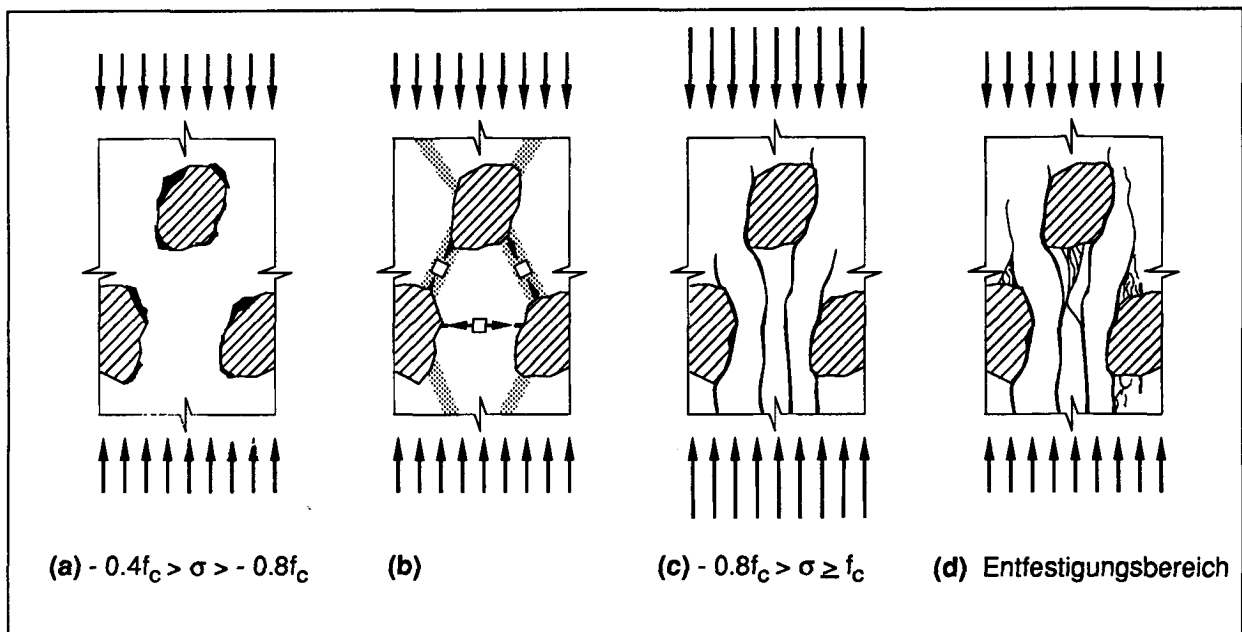 (a) - 0.4f_c > σ > - 0.8f_c
(b)
(c) - 0.8f_c > σ ≥ f_c
(d) Entfestigungsbereich